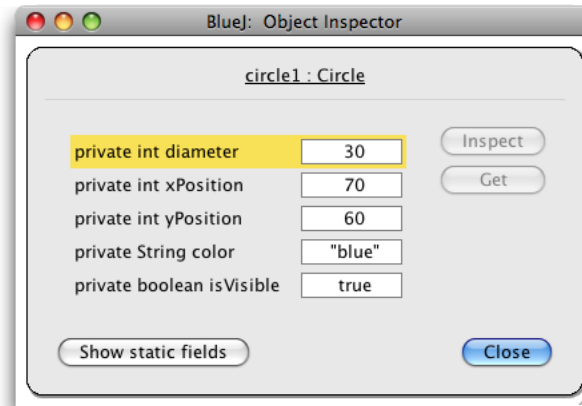 BlueJ: Object Inspector
circle1 : Circle
private int diameter 30
Inspect
private int xPosition 70
Get
private int yPosition 60
private String color "blue"
private boolean isVisible true
Show static fields Close